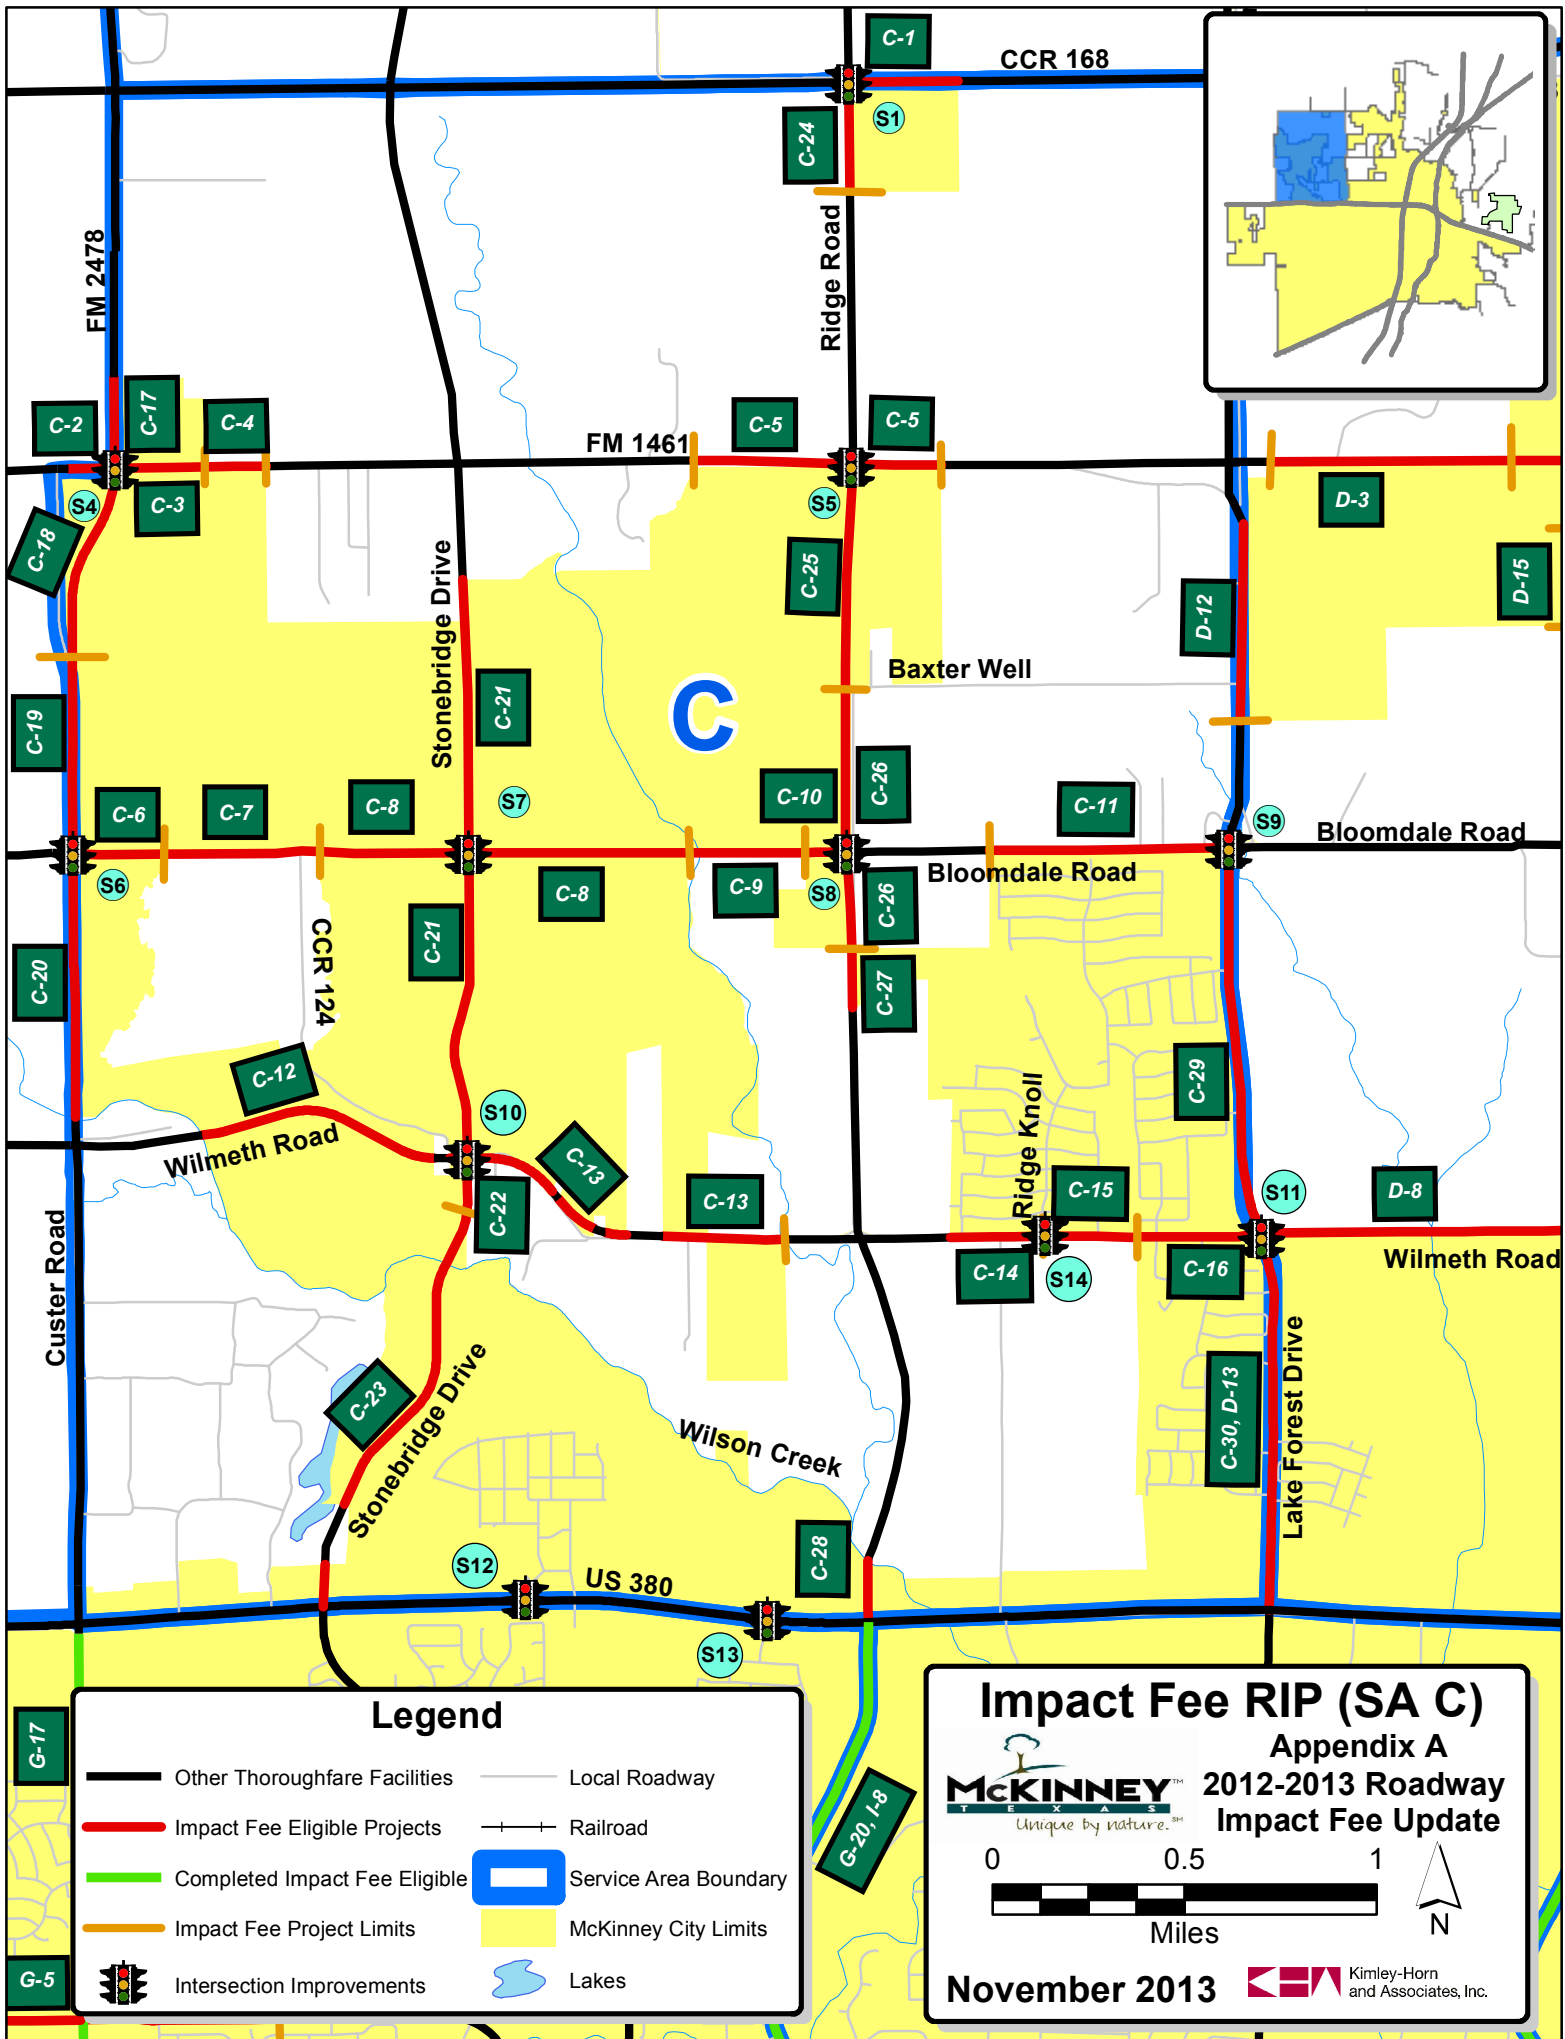 C-1
CCR 168
S1
C-24
Ridge Road
FM 2478
C-2
C-17
C-4
C-5
C-5
FM 1461
S4
C-3
S5
D-3
C-18
C-25
D-12
D-15
Stonebridge Drive
Baxter Well
C-19
C-21
C
C-6
C-7
C-8
S7
C-10
C-26
C-11
S9
Bloomdale Road
S6
C-8
C-9
S8
C-26
Bloomdale Road
C-20
CCR 124
C-21
C-27
C-12
S10
C-29
Wilmeth Road
C-13
Ridge Knoll
C-22
C-13
C-15
S11
D-8
Custer Road
C-14
S14
C-16
Wilmeth Road
C-23
Stonebridge Drive
Wilson Creek
C-30, D-13
Lake Forest Drive
S12
US 380
C-28
S13
G-17
G-20, I-8
G-5
Legend
Other Thoroughfare Facilities
Local Roadway
Impact Fee Eligible Projects
Railroad
Completed Impact Fee Eligible
Service Area Boundary
Impact Fee Project Limits
McKinney City Limits
Intersection Improvements
Lakes
Impact Fee RIP (SA C)
McKINNEY™
TEXAS
Unique by nature.℠
Appendix A
2012-2013 Roadway
Impact Fee Update
0 0.5 1
Miles
N
November 2013
Kimley-Horn
and Associates, Inc.